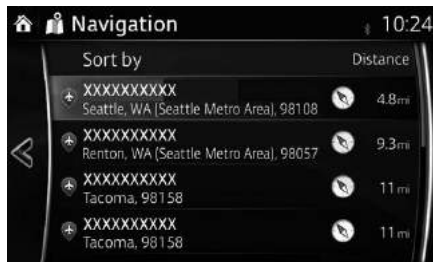 Navigation 10:24
Sort by Distance
XXXXXXXXXX
Seattle, WA (Seattle Metro Area), 98108 4.8mi
XXXXXXXXXX
Renton, WA (Seattle Metro Area), 98057 9.3mi
XXXXXXXXXX
Tacoma, 98158 11 mi
XXXXXXXXXX
Tacoma, 98158 11 mi